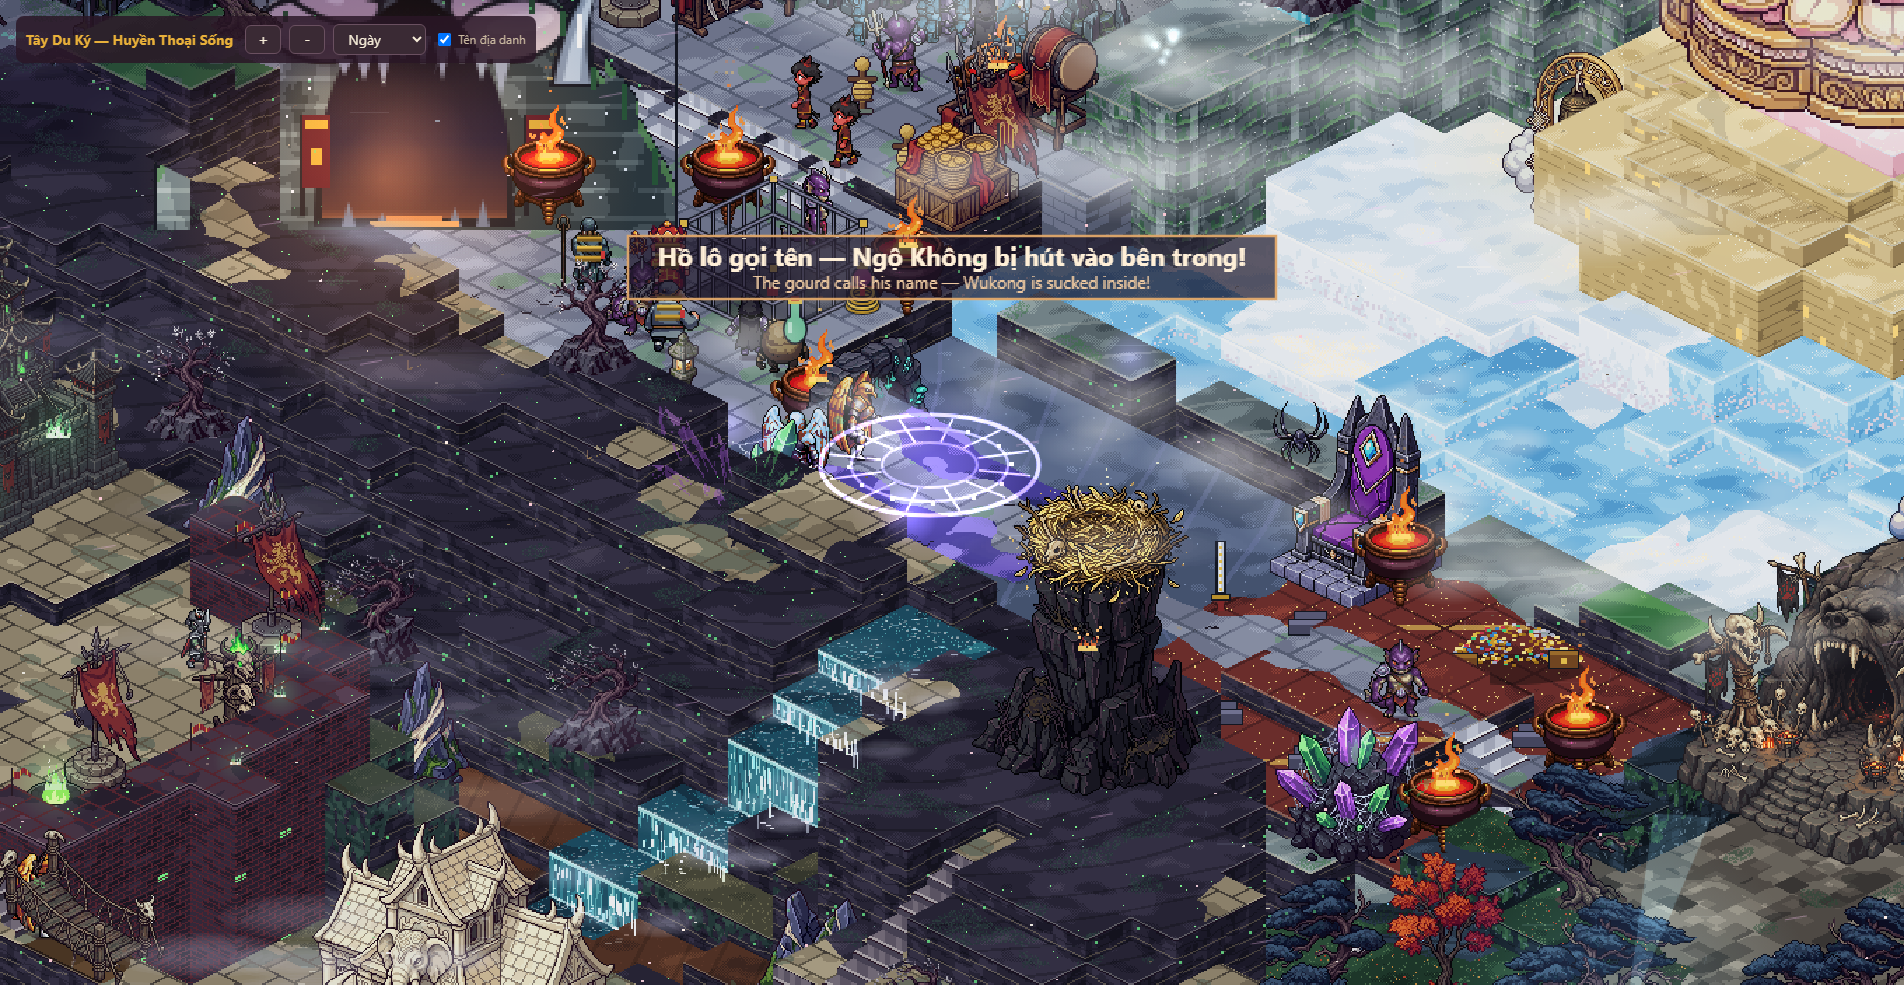 Tây Du Ký — Huyền Thoại Sống + - Ngày Tên địa danh
Hồ lô gọi tên — Ngộ Không bị hút vào bên trong!
The gourd calls his name — Wukong is sucked inside!